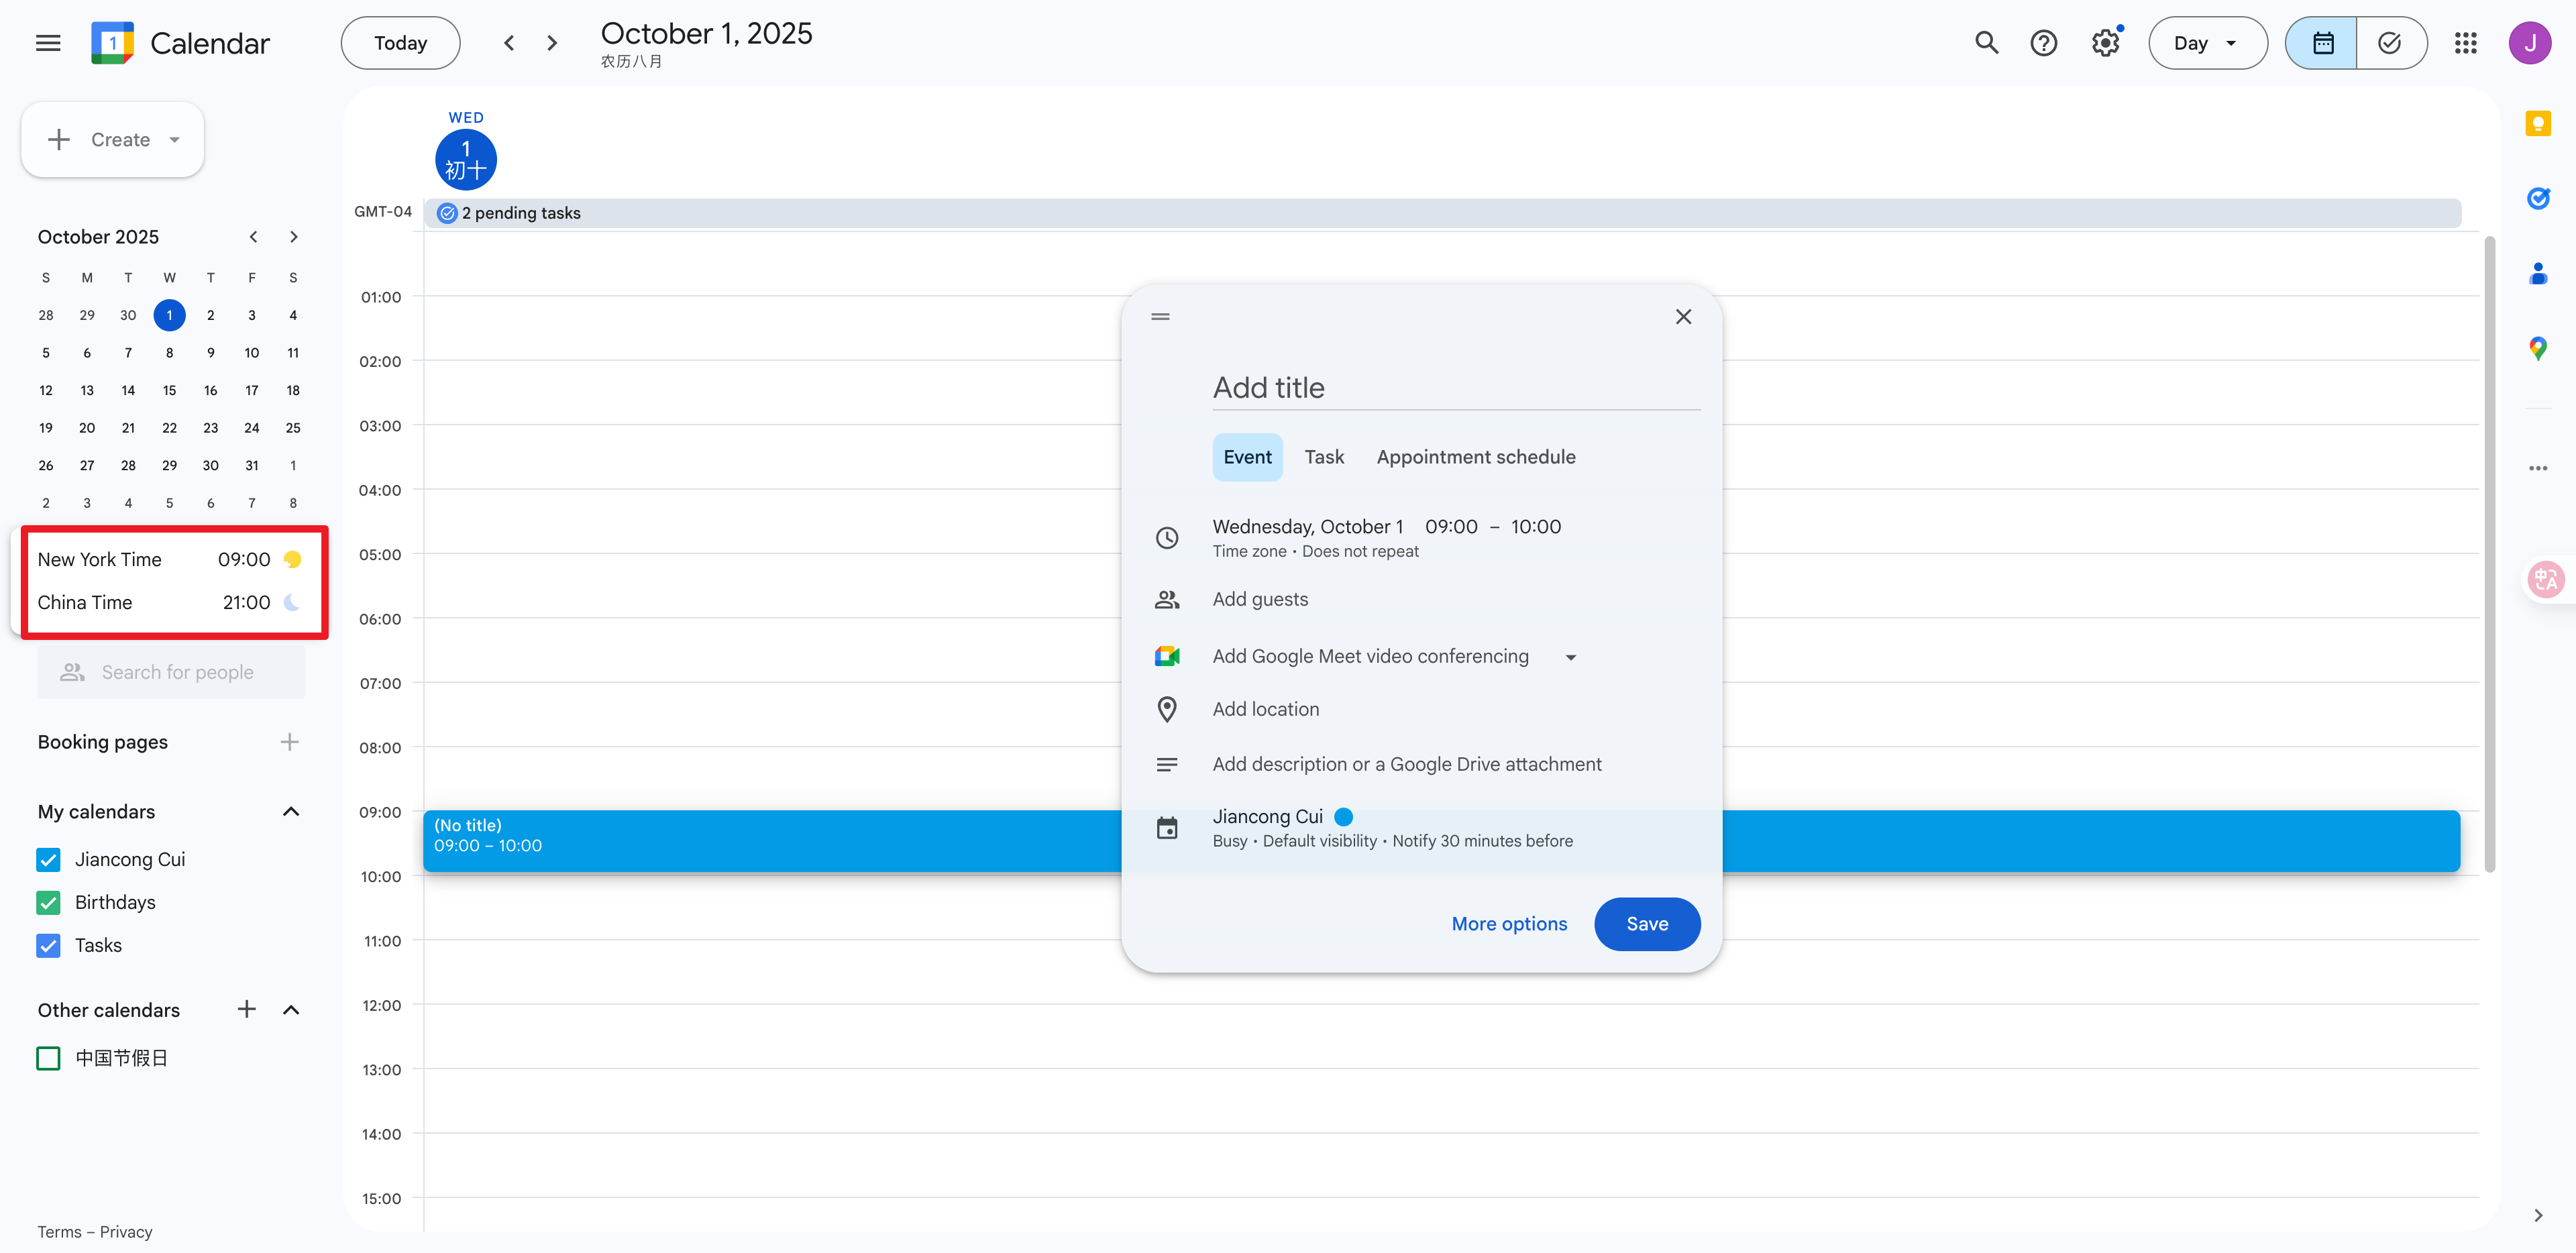 Calendar
Today
October 1, 2025
农历八月
Day
J
Create
October 2025
S M T W T F S
28 29 30 1 2 3 4
5 6 7 8 9 10 11
12 13 14 15 16 17 18
19 20 21 22 23 24 25
26 27 28 29 30 31 1
2 3 4 5 6 7 8
New York Time 09:00
China Time 21:00
Search for people
Booking pages
My calendars
Jiancong Cui
Birthdays
Tasks
Other calendars
中国节假日
Terms – Privacy
WED
1
初十
GMT-04
2 pending tasks
01:00
02:00
03:00
04:00
05:00
06:00
07:00
08:00
09:00
(No title)
09:00 – 10:00
10:00
11:00
12:00
13:00
14:00
15:00
Add title
Event Task Appointment schedule
Wednesday, October 1 09:00 – 10:00
Time zone • Does not repeat
Add guests
Add Google Meet video conferencing
Add location
Add description or a Google Drive attachment
Jiancong Cui
Busy • Default visibility • Notify 30 minutes before
More options Save
1
中
A